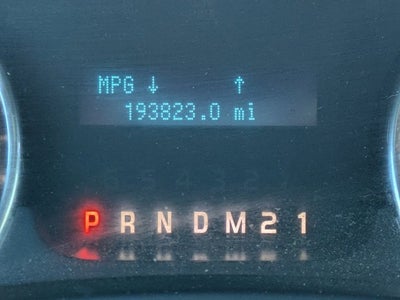 MPG ↓ ↑
193823.0 mi
P R N D M 2 1